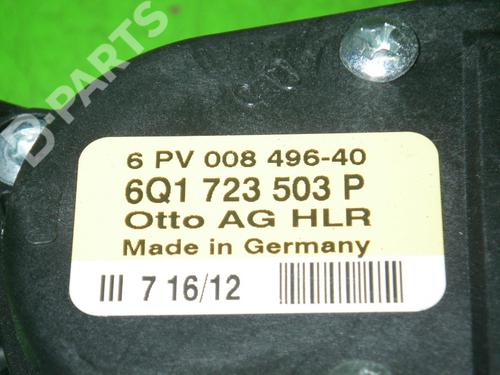 D-PARTS
6 PV 008 496-40
6Q1 723 503 P
Otto AG HLR
Made in Germany
III 7 16/12